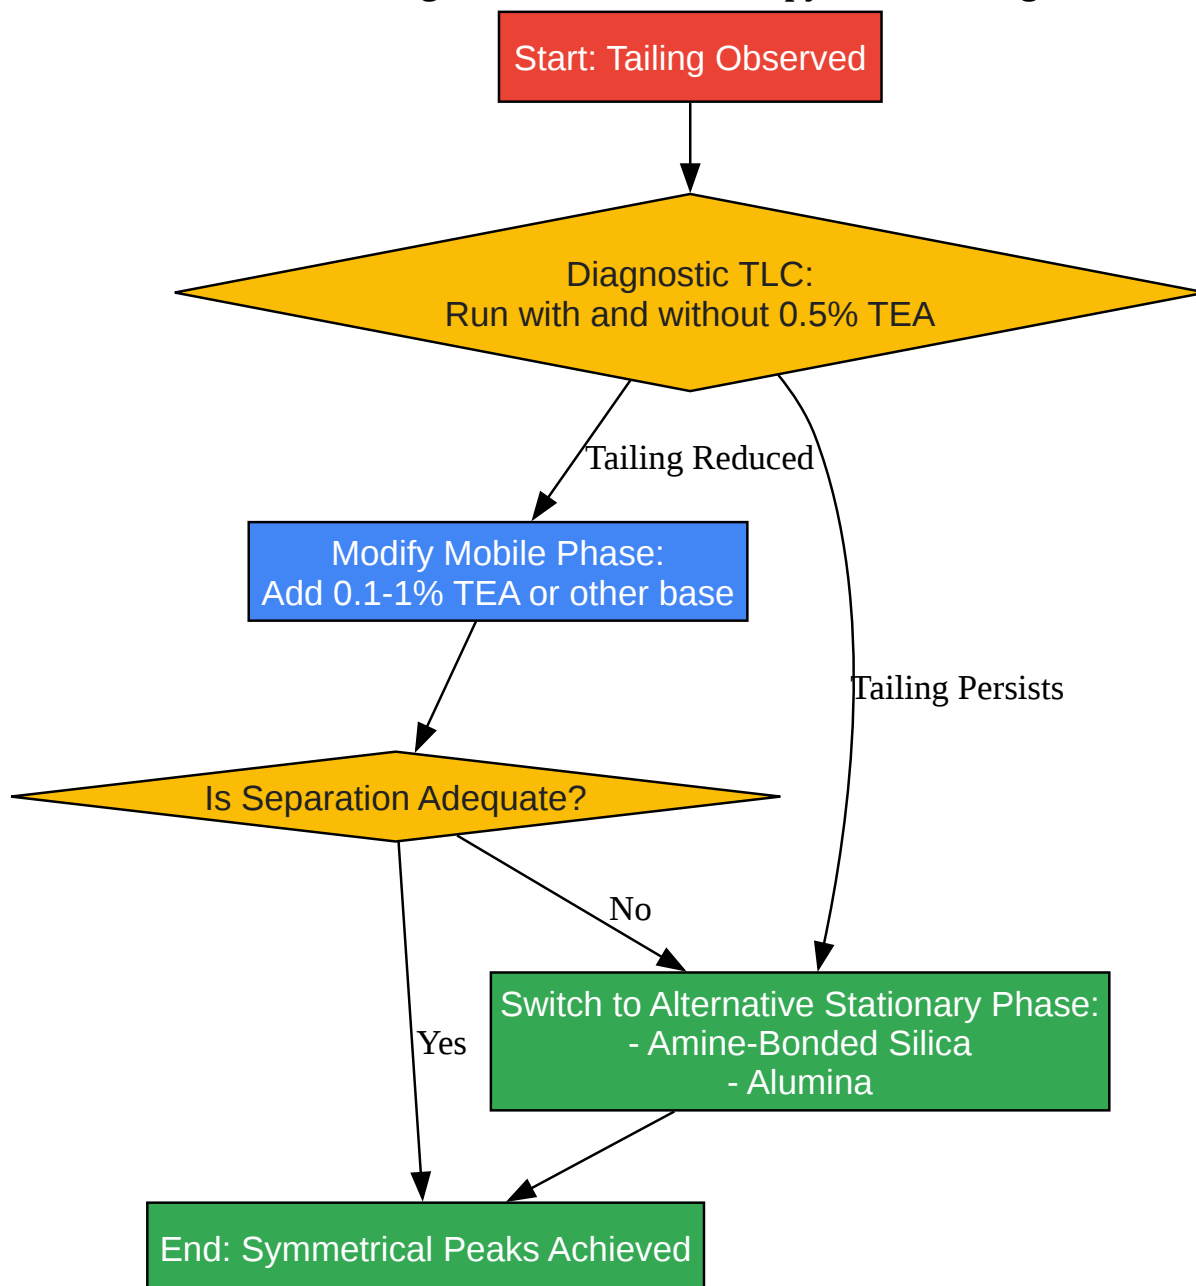 Start: Tailing Observed
Diagnostic TLC:
Run with and without 0.5% TEA
Tailing Reduced
Modify Mobile Phase:
Add 0.1-1% TEA or other base
Tailing Persists
Is Separation Adequate?
No
Switch to Alternative Stationary Phase:
- Amine-Bonded Silica
- Alumina
Yes
End: Symmetrical Peaks Achieved